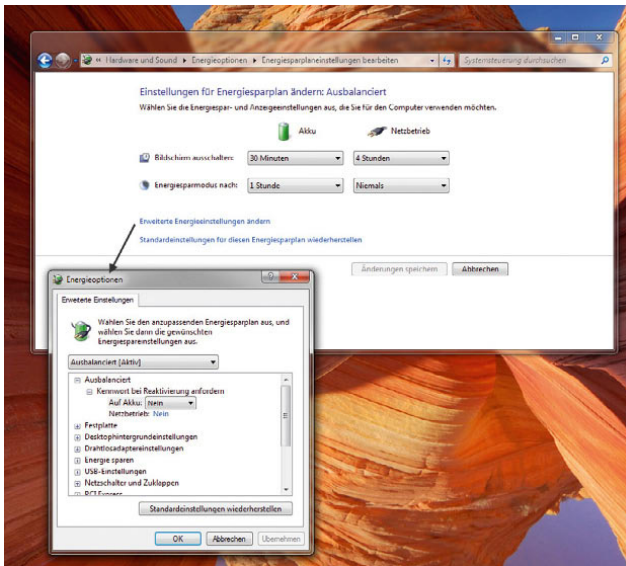 « Hardware und Sound ▸ Energieoptionen ▸ Energiesparplaneinstellungen bearbeiten
Systemsteuerung durchsuchen
Einstellungen für Energiesparplan ändern: Ausbalanciert
Wählen Sie die Energiespar- und Anzeigeeinstellungen aus, die Sie für den Computer verwenden möchten.
Akku Netzbetrieb
Bildschirm ausschalten: 30 Minuten 4 Stunden
Energiesparmodus nach: 1 Stunde Niemals
Erweiterte Energieeinstellungen ändern
Standardeinstellungen für diesen Energiesparplan wiederherstellen
Änderungen speichern Abbrechen
Energieoptionen
Erweiterte Einstellungen
Wählen Sie den anzupassenden Energiesparplan aus, und
wählen Sie dann die gewünschten
Energiespareinstellungen aus.
Ausbalanciert [Aktiv]
Ausbalanciert
Kennwort bei Reaktivierung anfordern
Auf Akku: Nein
Netzbetrieb: Nein
Festplatte
Desktophintergrundeinstellungen
Drahtlosadaptereinstellungen
Energie sparen
USB-Einstellungen
Netzschalter und Zuklappen
PCI Express
Standardeinstellungen wiederherstellen
OK Abbrechen Übernehmen